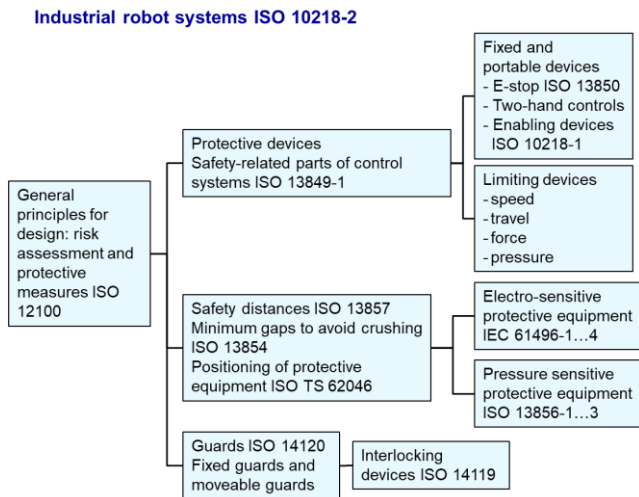 Industrial robot systems ISO 10218-2
General
principles for
design: risk
assessment and
protective
measures ISO
12100
Protective devices
Safety-related parts of control
systems ISO 13849-1
Fixed and
portable devices
- E-stop ISO 13850
- Two-hand controls
- Enabling devices
ISO 10218-1
Limiting devices
- speed
- travel
- force
- pressure
Safety distances ISO 13857
Minimum gaps to avoid crushing
ISO 13854
Positioning of protective
equipment ISO TS 62046
Electro-sensitive
protective equipment
IEC 61496-1…4
Pressure sensitive
protective equipment
ISO 13856-1…3
Guards ISO 14120
Fixed guards and
moveable guards
Interlocking
devices ISO 14119